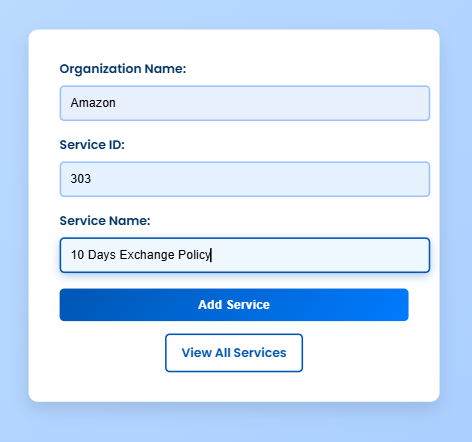 Organization Name:
Amazon
Service ID:
303
Service Name:
10 Days Exchange Policy
Add Service
View All Services